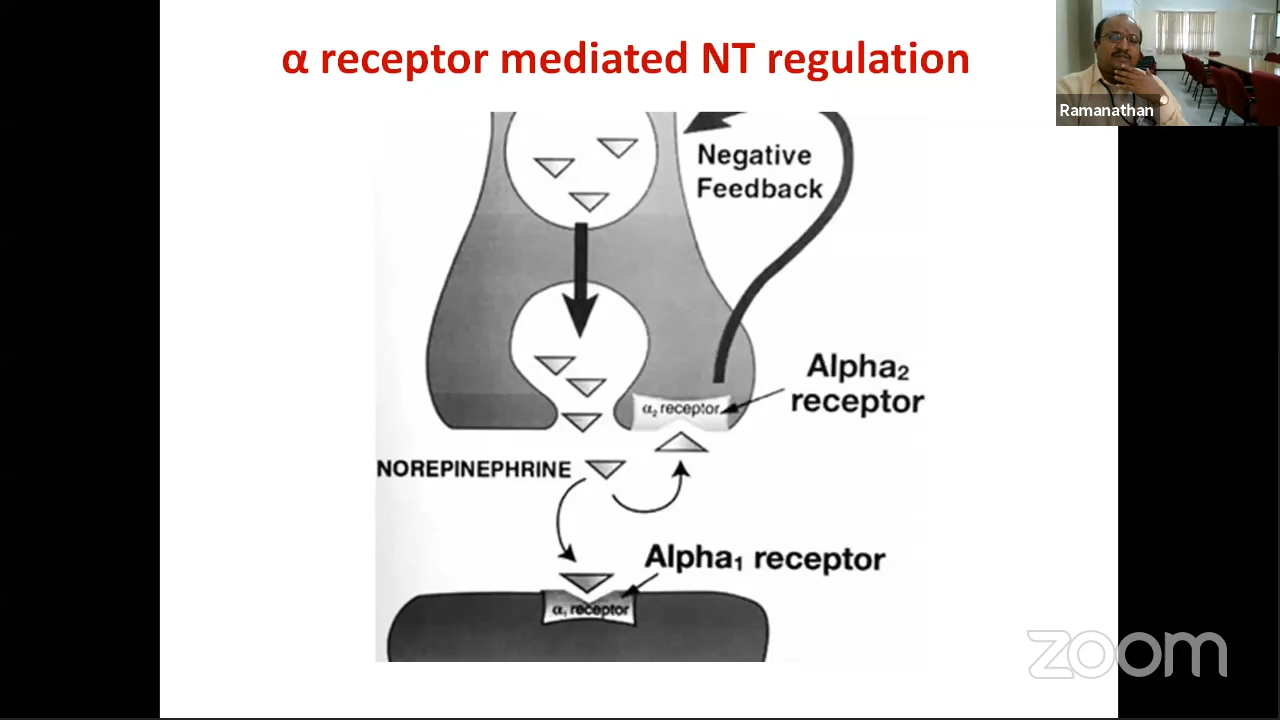 α receptor mediated NT regulation
Ramanathan
Negative
Feedback
Alpha₂
receptor
α₂ receptor
NOREPINEPHRINE
Alpha₁ receptor
α₁ receptor
zoom